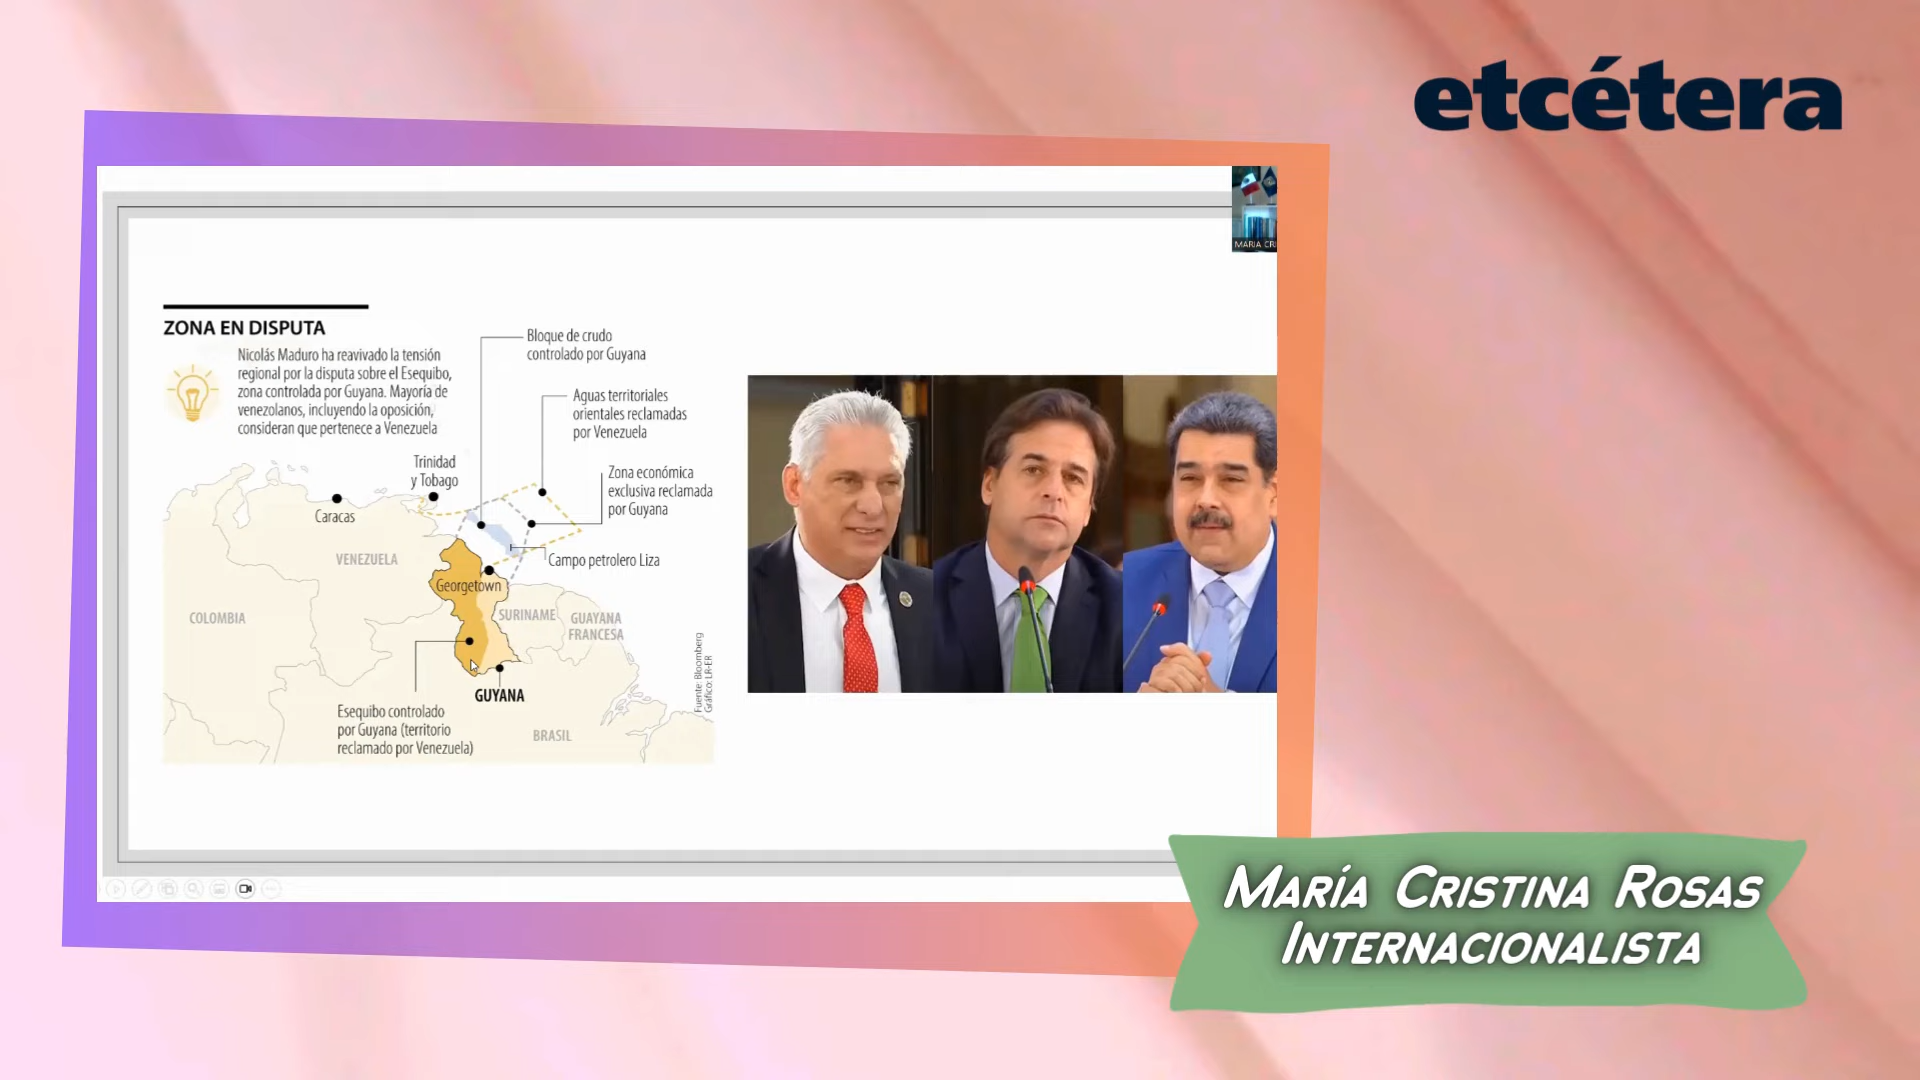 etcétera
MARIA CRI
ZONA EN DISPUTA
Nicolás Maduro ha reavivado la tensión
regional por la disputa sobre el Esequibo,
zona controlada por Guyana. Mayoría de
venezolanos, incluyendo la oposición,
consideran que pertenece a Venezuela
Bloque de crudo
controlado por Guyana
Aguas territoriales
orientales reclamadas
por Venezuela
Zona económica
exclusiva reclamada
por Guyana
Trinidad
y Tobago
Caracas
VENEZUELA
Campo petrolero Liza
Georgetown
COLOMBIA
SURINAME
GUAYANA
FRANCESA
GUYANA
Esequibo controlado
por Guyana (territorio
reclamado por Venezuela)
BRASIL
Fuente: Bloomberg
Gráfico: LR-ER
María Cristina Rosas
Internacionalista